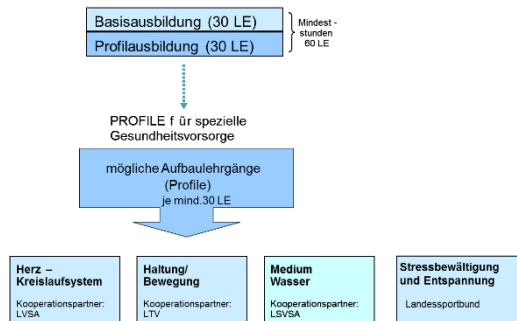 Basisausbildung (30 LE)
Profilausbildung (30 LE)
Mindest -
stunden
60 LE
PROFILE f ür spezielle
Gesundheitsvorsorge
mögliche Aufbaulehrgänge
(Profile)
je mind.30 LE
Herz –
Kreislaufsystem
Kooperationspartner:
LVSA
Haltung/
Bewegung
Kooperationspartner:
LTV
Medium
Wasser
Kooperationspartner:
LSVSA
Stressbewältigung
und Entspannung
Landessportbund